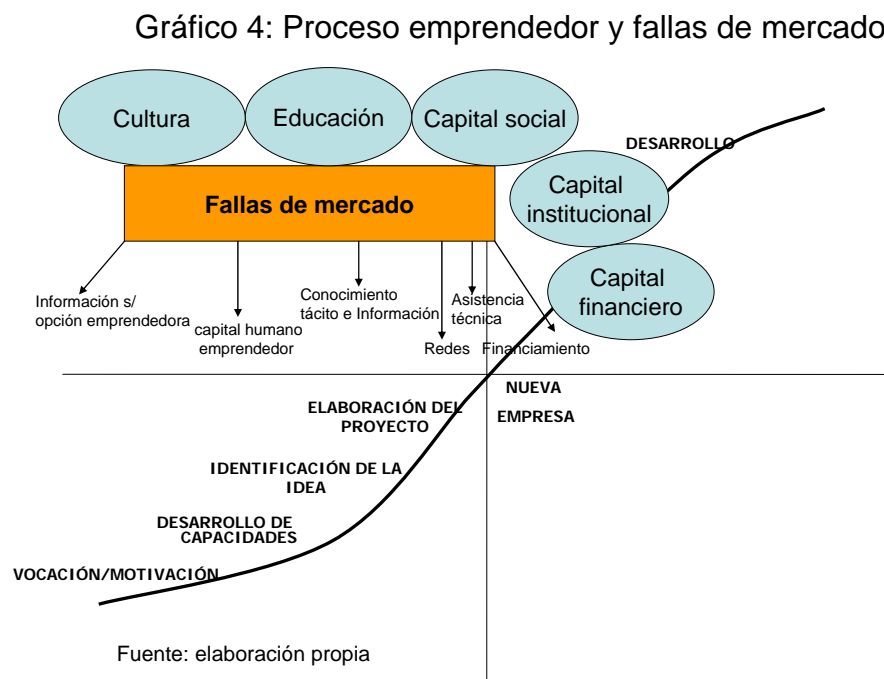 Gráfico 4: Proceso emprendedor y fallas de mercado
Cultura
Educación
Capital social
DESARROLLO
Capital
institucional
Fallas de mercado
Capital
financiero
Información s/
opción emprendedora
capital humano
emprendedor
Conocimiento
tácito e Información
Redes
Asistencia
técnica
Financiamiento
NUEVA
EMPRESA
ELABORACIÓN DEL
PROYECTO
IDENTIFICACIÓN DE LA
IDEA
DESARROLLO DE
CAPACIDADES
VOCACIÓN/MOTIVACIÓN
Fuente: elaboración propia